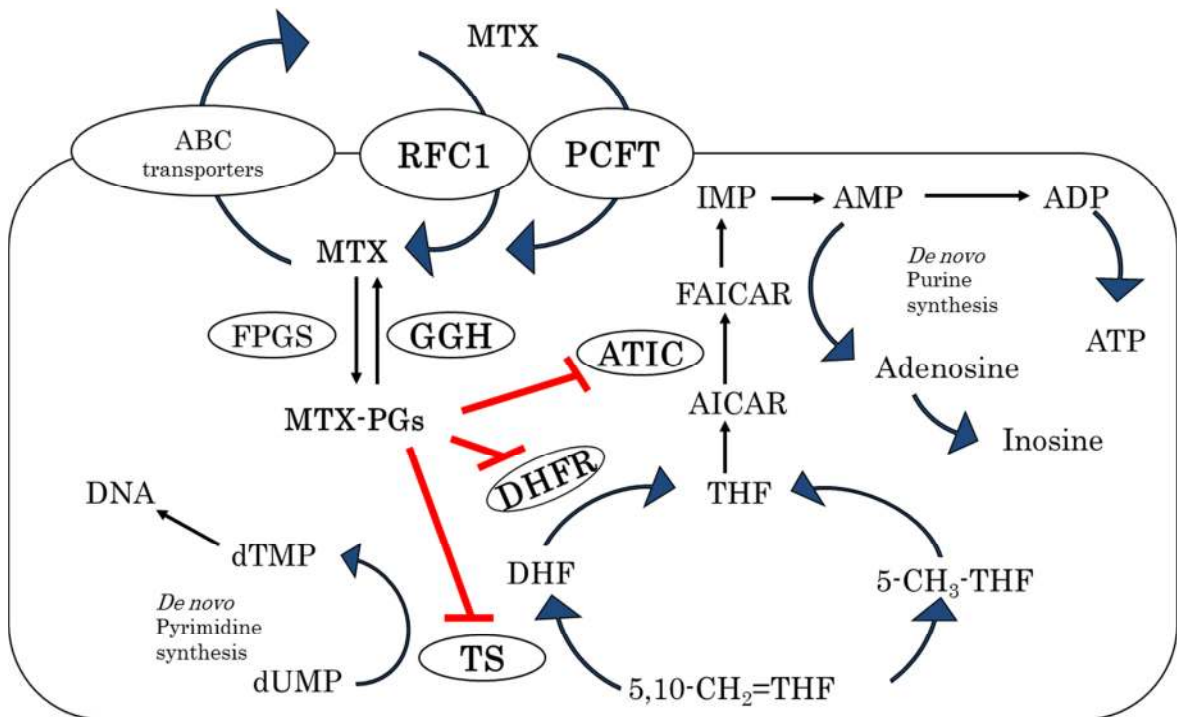 MTX
ABC
transporters
RFC1
PCFT
IMP
AMP
ADP
MTX
De novo
Purine
synthesis
FAICAR
FPGS
GGH
ATIC
ATP
Adenosine
MTX-PGs
AICAR
Inosine
DHFR
DNA
THF
dTMP
DHF
5-CH₃-THF
De novo
Pyrimidine
synthesis
TS
dUMP
5,10-CH₂=THF